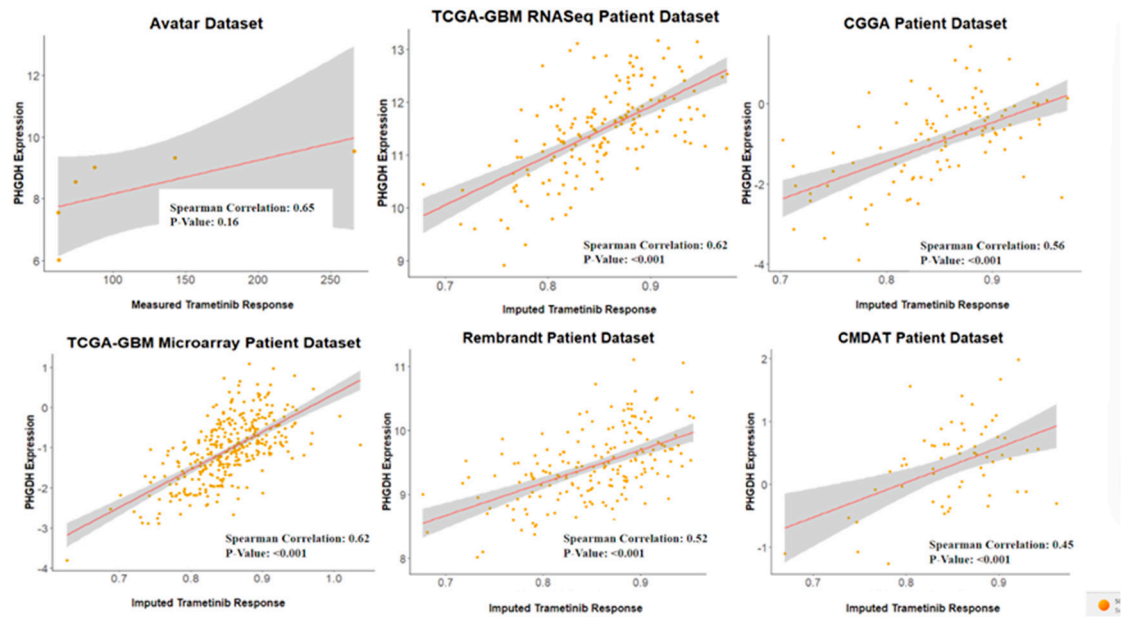 Avatar Dataset
PHGDH Expression
12
10
8
6
Spearman Correlation: 0.65
P-Value: 0.16
100
150
200
250
Measured Trametinib Response
TCGA-GBM RNASeq Patient Dataset
PHGDH Expression
13
12
11
10
9
Spearman Correlation: 0.62
P-Value: <0.001
0.7
0.8
0.9
Imputed Trametinib Response
CGGA Patient Dataset
PHGDH Expression
0
-2
-4
Spearman Correlation: 0.56
P-Value: <0.001
0.7
0.8
0.9
Imputed Trametinib Response
TCGA-GBM Microarray Patient Dataset
PHGDH Expression
1
0
-1
-2
-3
-4
Spearman Correlation: 0.62
P-Value: <0.001
0.7
0.8
0.9
1.0
Imputed Trametinib Response
Rembrandt Patient Dataset
PHGDH Expression
11
10
9
8
Spearman Correlation: 0.52
P-Value: <0.001
0.7
0.8
0.9
Imputed Trametinib Response
CMDAT Patient Dataset
PHGDH Expression
2
1
0
-1
Spearman Correlation: 0.45
P-Value: <0.001
0.7
0.8
0.9
Imputed Trametinib Response